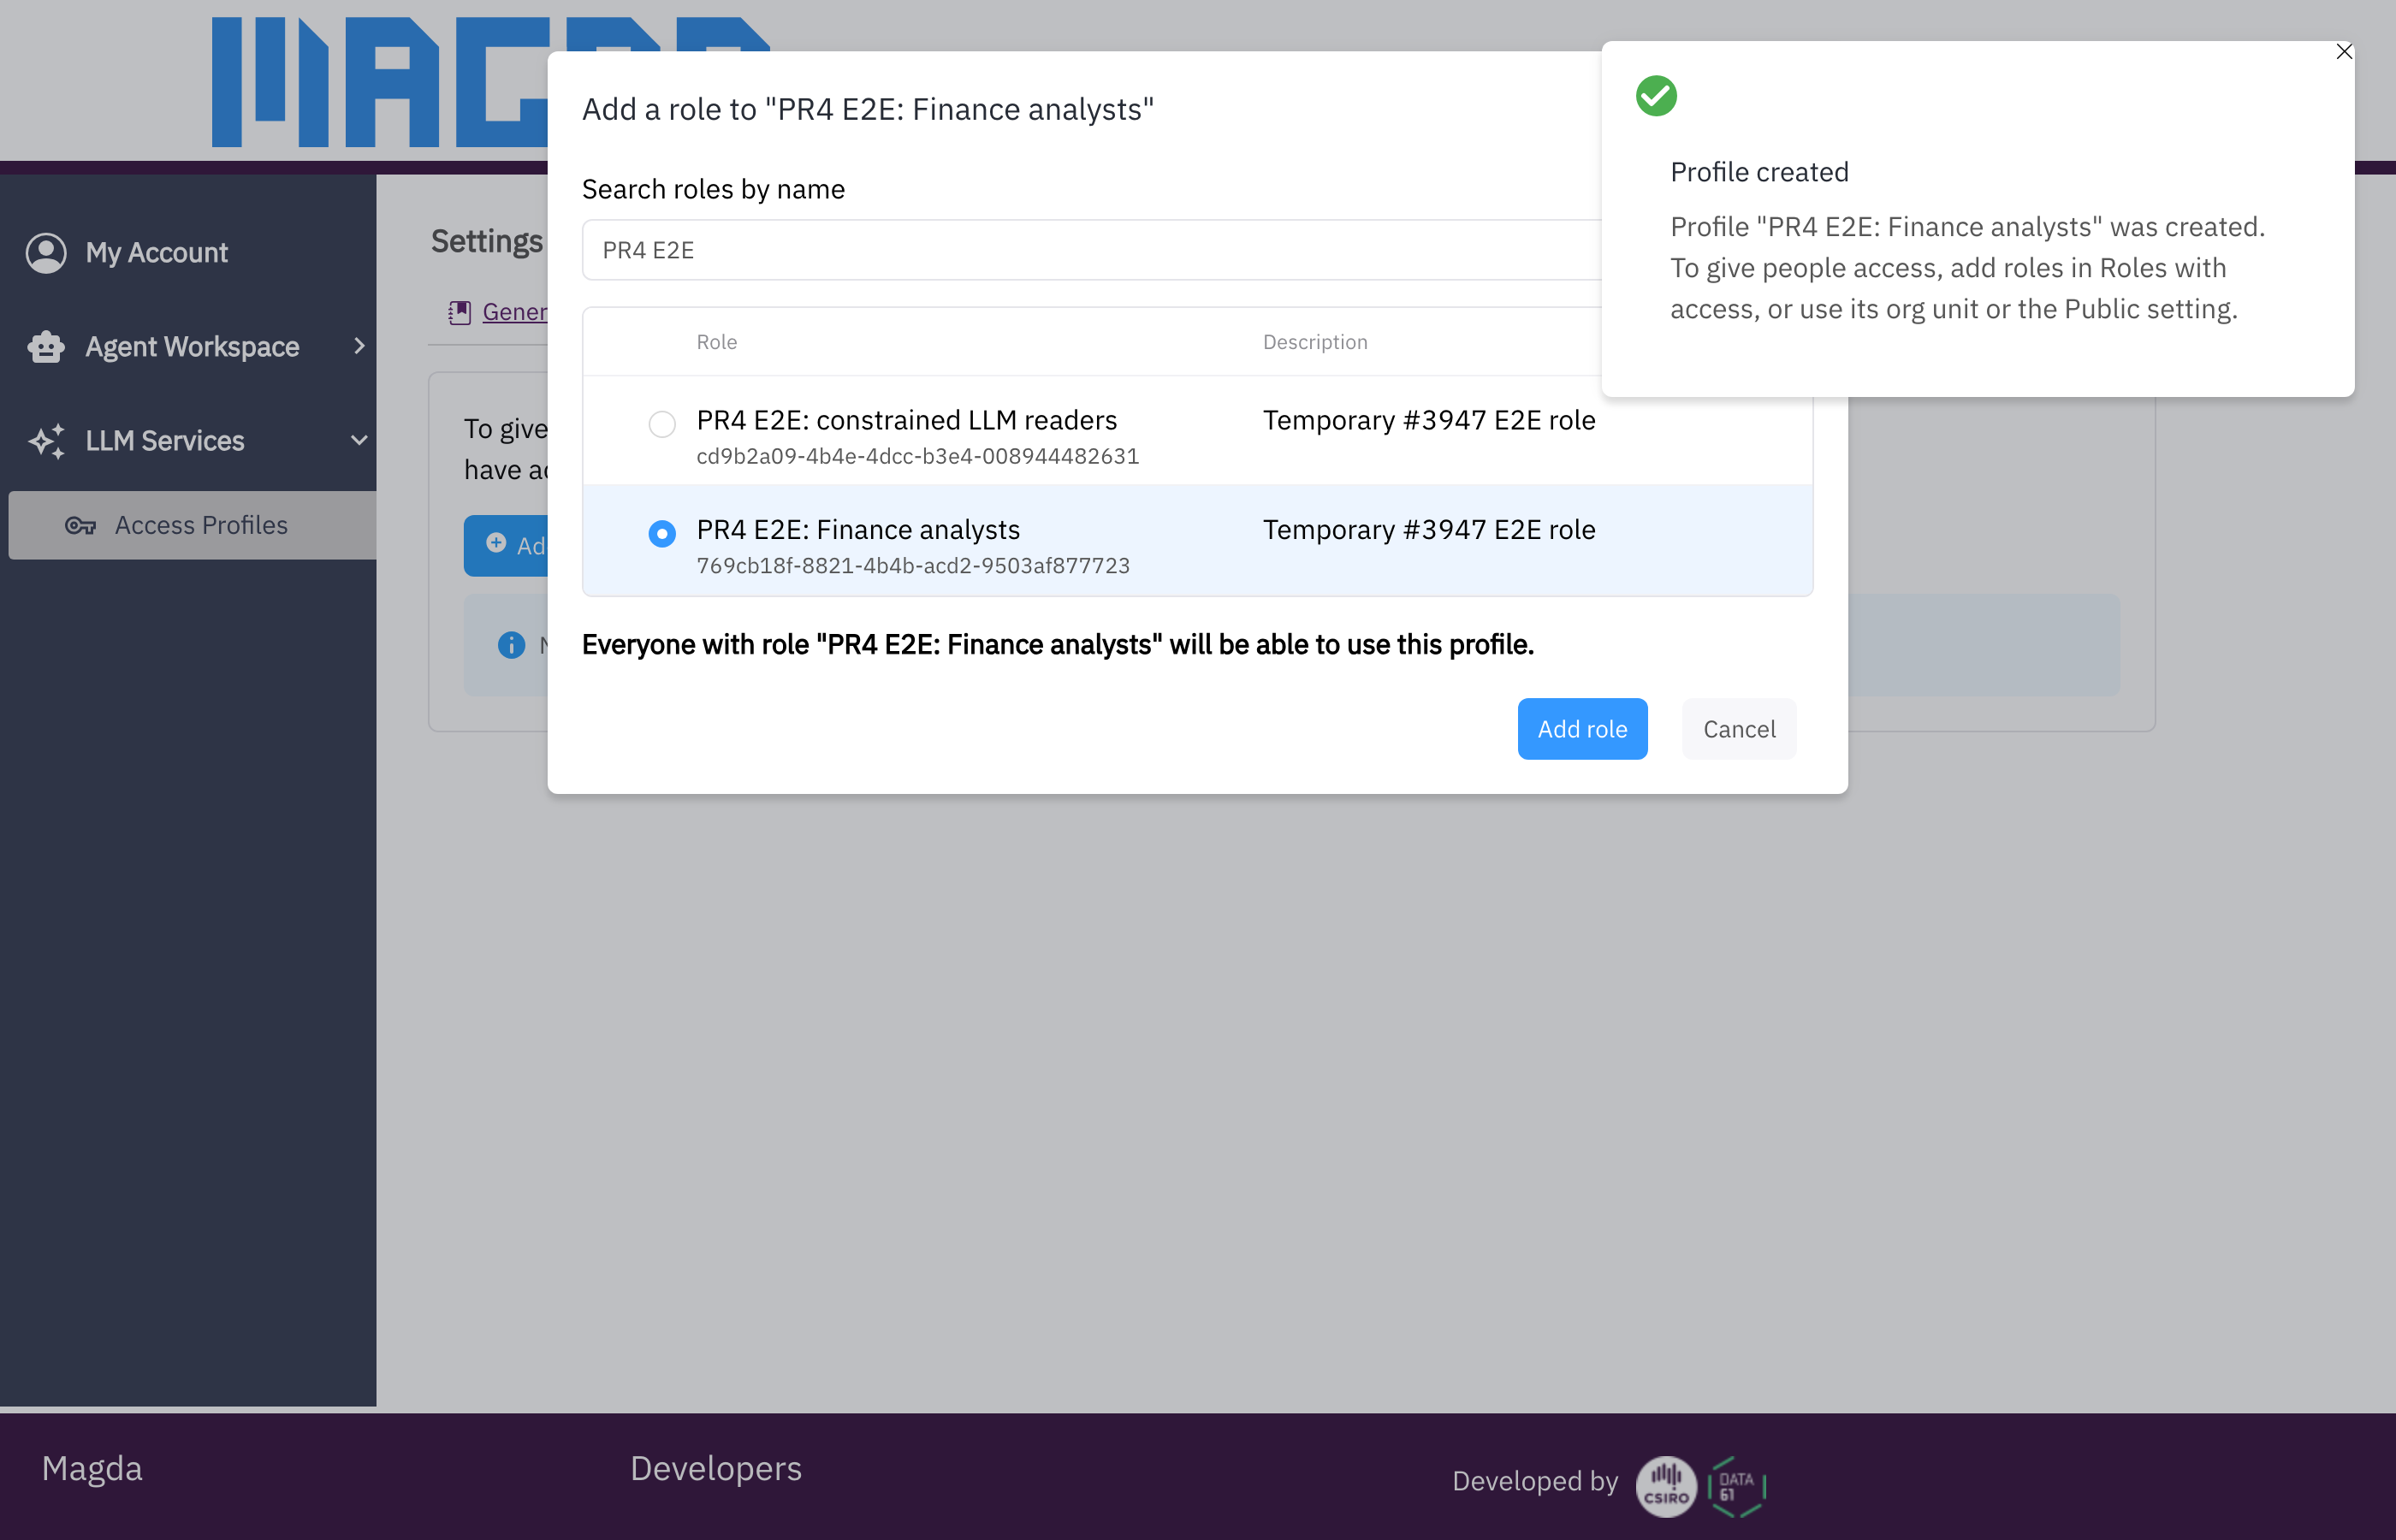 Add a role to "PR4 E2E: Finance analysts"
Search roles by name
PR4 E2E
Role
Description
PR4 E2E: constrained LLM readers
Temporary #3947 E2E role
cd9b2a09-4b4e-4dcc-b3e4-008944482631
PR4 E2E: Finance analysts
Temporary #3947 E2E role
769cb18f-8821-4b4b-acd2-9503af877723
Everyone with role "PR4 E2E: Finance analysts" will be able to use this profile.
Add role
Cancel
Profile created
Profile "PR4 E2E: Finance analysts" was created.
To give people access, add roles in Roles with
access, or use its org unit or the Public setting.
My Account
Agent Workspace
LLM Services
Access Profiles
Settings
To give
have
Magda
Developers
Developed by
CSIRO
DATA
61